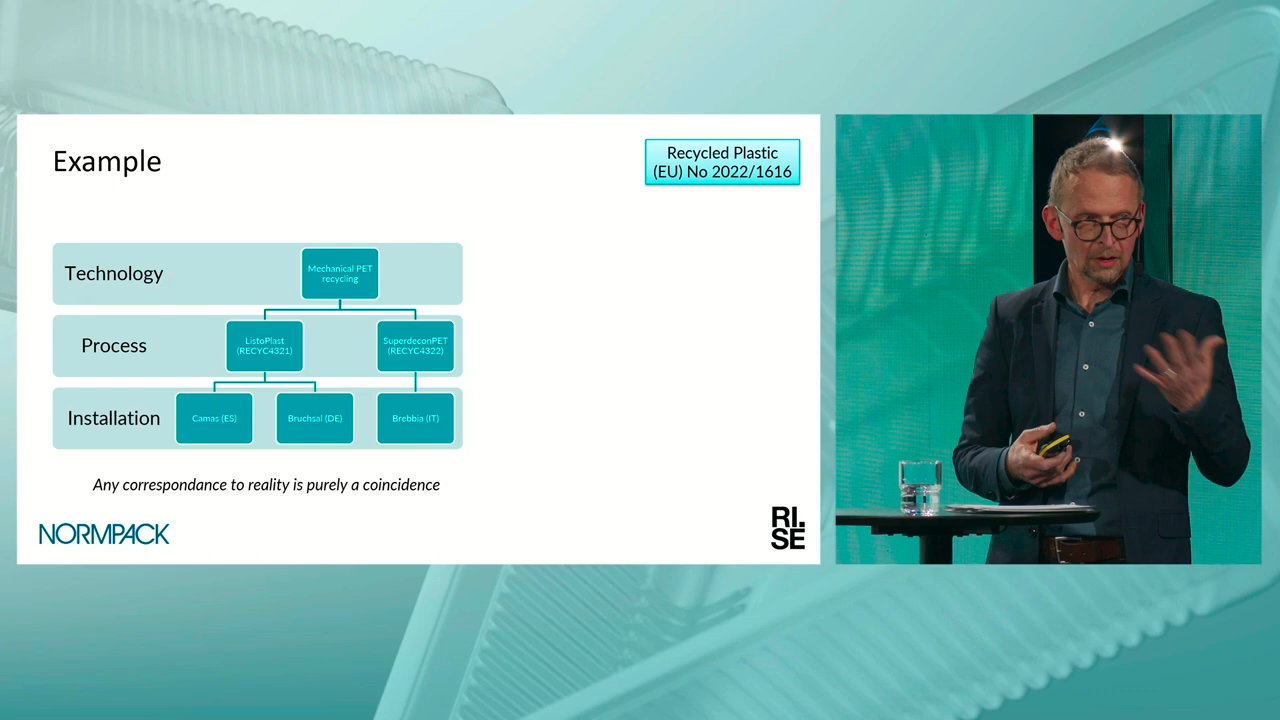 Example
Recycled Plastic
(EU) No 2022/1616
Technology
Mechanical PET
recycling
Process
ListoPlast
(RECYC4321)
SuperdeconPET
(RECYC4322)
Installation
Camas (ES)
Bruchsal (DE)
Brebbia (IT)
Any correspondance to reality is purely a coincidence
NORMPACK
RI.
SE